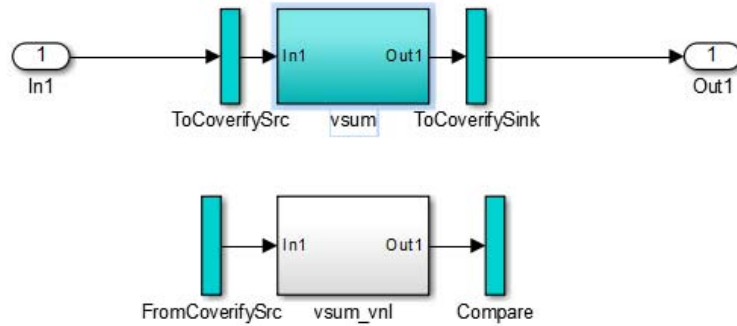 1
In1
In1
Out1
1
Out1
ToCoverifySrc
vsum
ToCoverifySink
In1
Out1
FromCoverifySrc
vsum_vnl
Compare